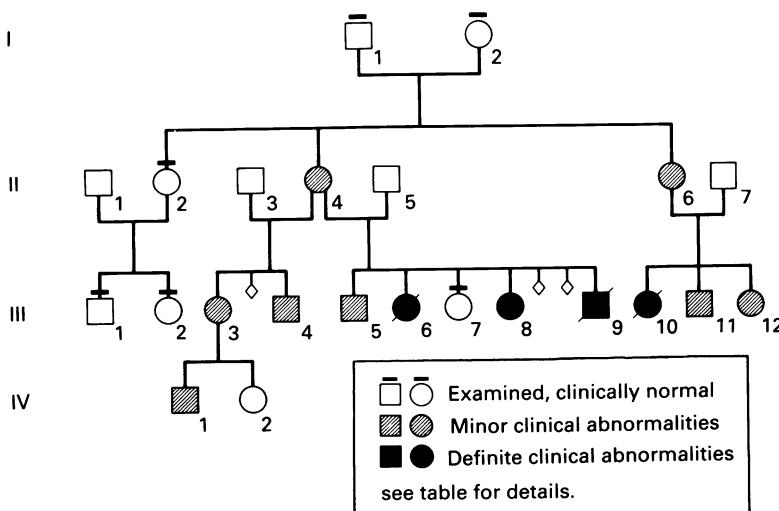 I
1 2
II
1 2 3 4 5 6 7
III
1 2 3 4 5 6 7 8 9 10 11 12
IV
1 2
Examined, clinically normal
Minor clinical abnormalities
Definite clinical abnormalities
see table for details.